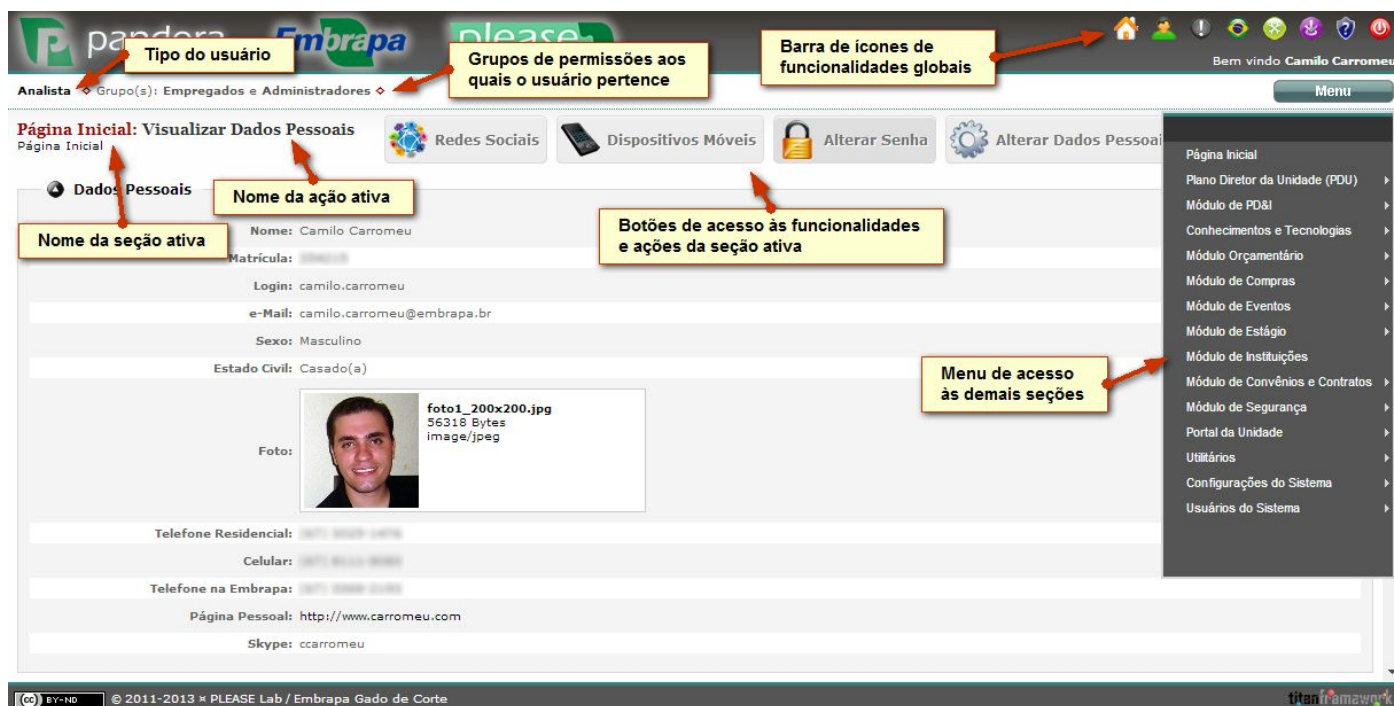 pandora
Embrapa
please
Tipo do usuário
Grupos de permissões aos
quais o usuário pertence
Barra de ícones de
funcionalidades globais
Bem vindo Camilo Carromeu
Analista Grupo(s): Empregados e Administradores
Menu
Página Inicial: Visualizar Dados Pessoais
Página Inicial
Redes Sociais
Dispositivos Móveis
Alterar Senha
Alterar Dados Pessoai
Dados Pessoais
Nome da ação ativa
Nome da seção ativa
Botões de acesso às funcionalidades
e ações da seção ativa
Nome: Camilo Carromeu
Matrícula:
Login: camilo.carromeu
e-Mail: camilo.carromeu@embrapa.br
Sexo: Masculino
Estado Civil: Casado(a)
Foto:
foto1_200x200.jpg
56318 Bytes
image/jpeg
Telefone Residencial:
Celular:
Telefone na Embrapa:
Página Pessoal: http://www.carromeu.com
Skype: ccarromeu
Menu de acesso
às demais seções
Página Inicial
Plano Diretor da Unidade (PDU)
Módulo de PD&I
Conhecimentos e Tecnologias
Módulo Orçamentário
Módulo de Compras
Módulo de Eventos
Módulo de Estágio
Módulo de Instituições
Módulo de Convênios e Contratos
Módulo de Segurança
Portal da Unidade
Utilitários
Configurações do Sistema
Usuários do Sistema
cc BY-ND © 2011-2013 × PLEASE Lab / Embrapa Gado de Corte
titanframework